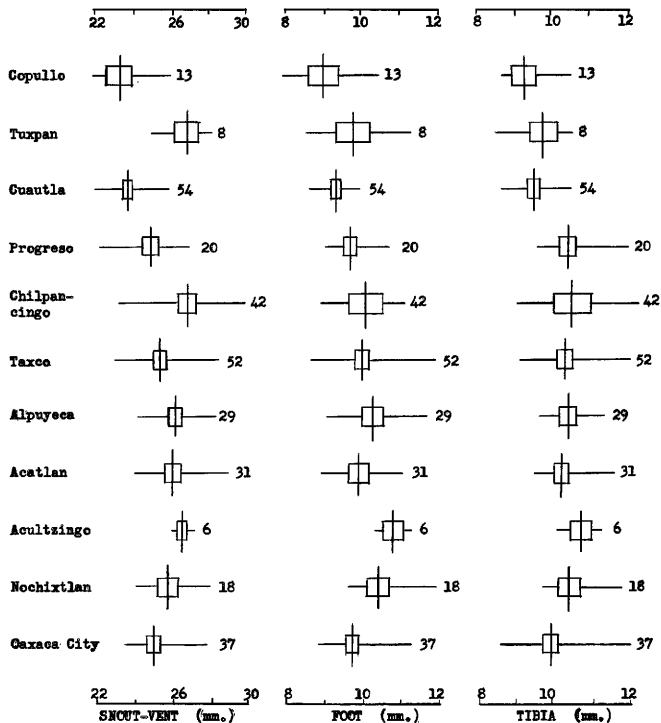 22 26 30 8 10 12 8 10 12
Copullo 13 13 13
Tuxpan 8 8 8
Cuautla 54 54 54
Progreso 20 20 20
Chilpan-
cingo 42 42 42
Taxco 52 52 52
Alpuyeca 29 29 29
Acatlan 31 31 31
Acultzingo 6 6 6
Nochixtlan 18 18 18
Oaxaca City 37 37 37
22 26 30 8 10 12 8 10 12
SNOUT-VENT (mm.) FOOT (mm.) TIBIA (mm.)